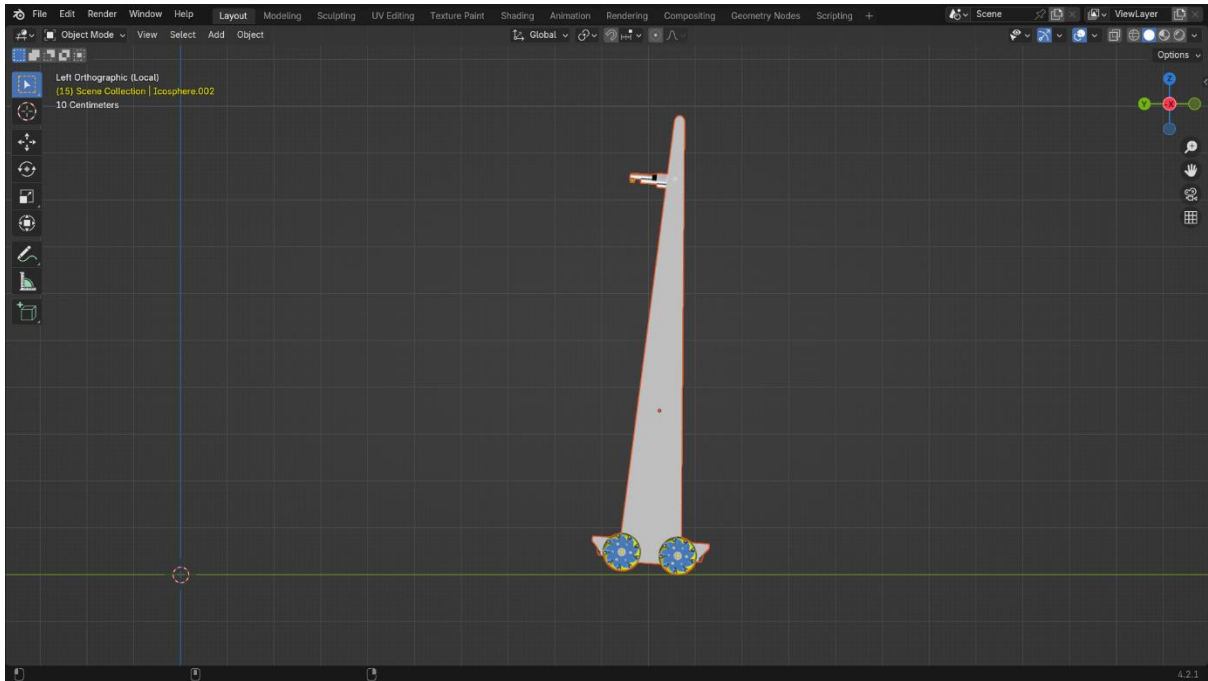 File Edit Render Window Help Layout Modeling Sculpting UV Editing Texture Paint Shading Animation Rendering Compositing Geometry Nodes Scripting + Scene ViewLayer
Object Mode View Select Add Object Global
Options
Left Orthographic (Local)
(15) Scene Collection | Icosphere.002
10 Centimeters
Z
Y -X
4.2.1